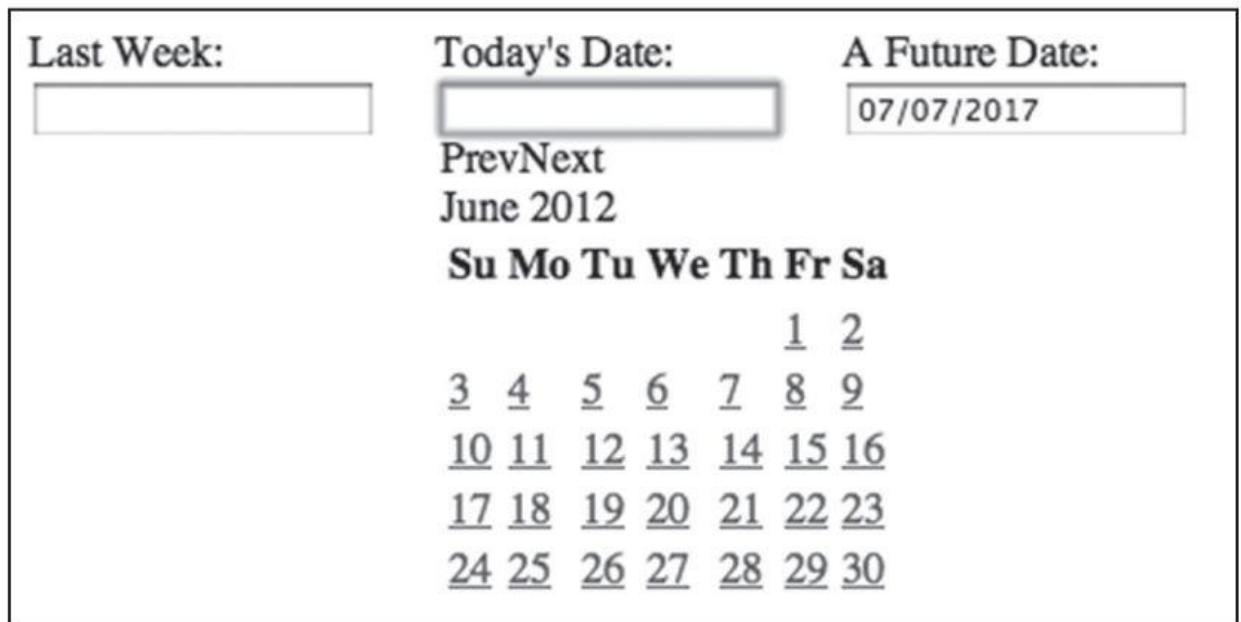 Last Week: Today's Date: A Future Date:
07/07/2017
PrevNext
June 2012
Su Mo Tu We Th Fr Sa
1 2
3 4 5 6 7 8 9
10 11 12 13 14 15 16
17 18 19 20 21 22 23
24 25 26 27 28 29 30